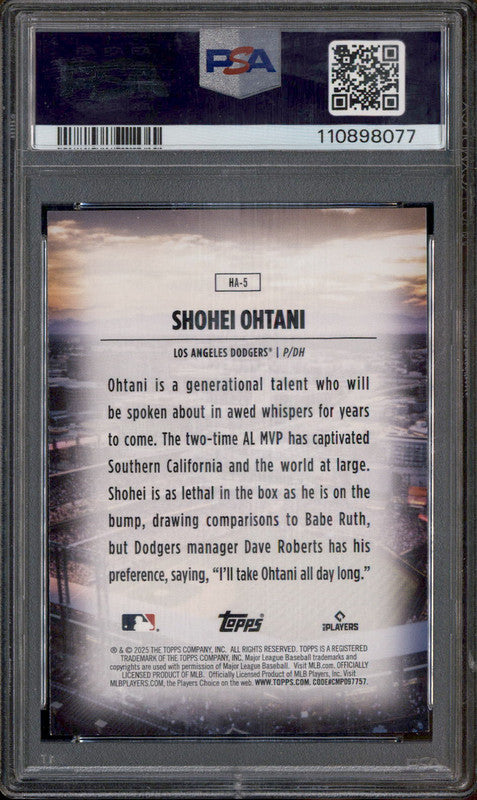 PSA
110898077
HA-5
SHOHEI OHTANI
LOS ANGELES DODGERS® | P/DH
Ohtani is a generational talent who will
be spoken about in awed whispers for years
to come. The two-time AL MVP has captivated
Southern California and the world at large.
Shohei is as lethal in the box as he is on the
bump, drawing comparisons to Babe Ruth,
but Dodgers manager Dave Roberts has his
preference, saying, “I’ll take Ohtani all day long.”
Topps
PLAYERS
® & © 2025 THE TOPPS COMPANY, INC. ALL RIGHTS RESERVED. TOPPS IS A REGISTERED
TRADEMARK OF THE TOPPS COMPANY, INC. Major League Baseball trademarks and
copyrights are used with permission of Major League Baseball. Visit MLB.com. OFFICIALLY
LICENSED PRODUCT OF MLB. Officially Licensed Product of MLB Players, Inc. Visit
MLBPLAYERS.com, the Players Choice on the web. WWW.TOPPS.COM. CODE#CMP097757.
PSA